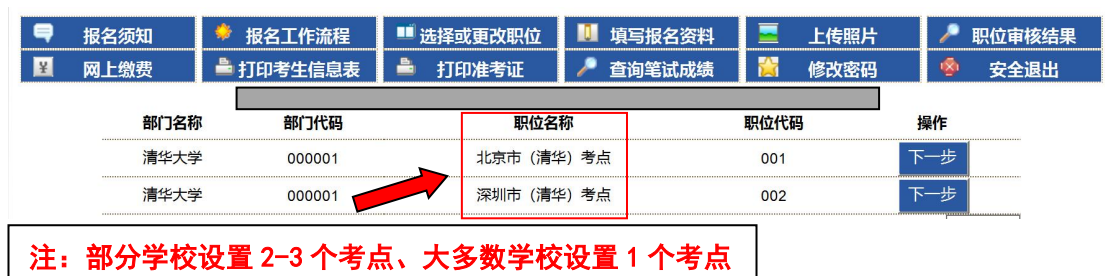 报名须知 报名工作流程 选择或更改职位 填写报名资料 上传照片 职位审核结果
网上缴费 打印考生信息表 打印准考证 查询笔试成绩 修改密码 安全退出
部门名称 部门代码 职位名称 职位代码 操作
清华大学 000001 北京市（清华）考点 001 下一步
清华大学 000001 深圳市（清华）考点 002 下一步
注：部分学校设置 2-3 个考点、大多数学校设置 1 个考点